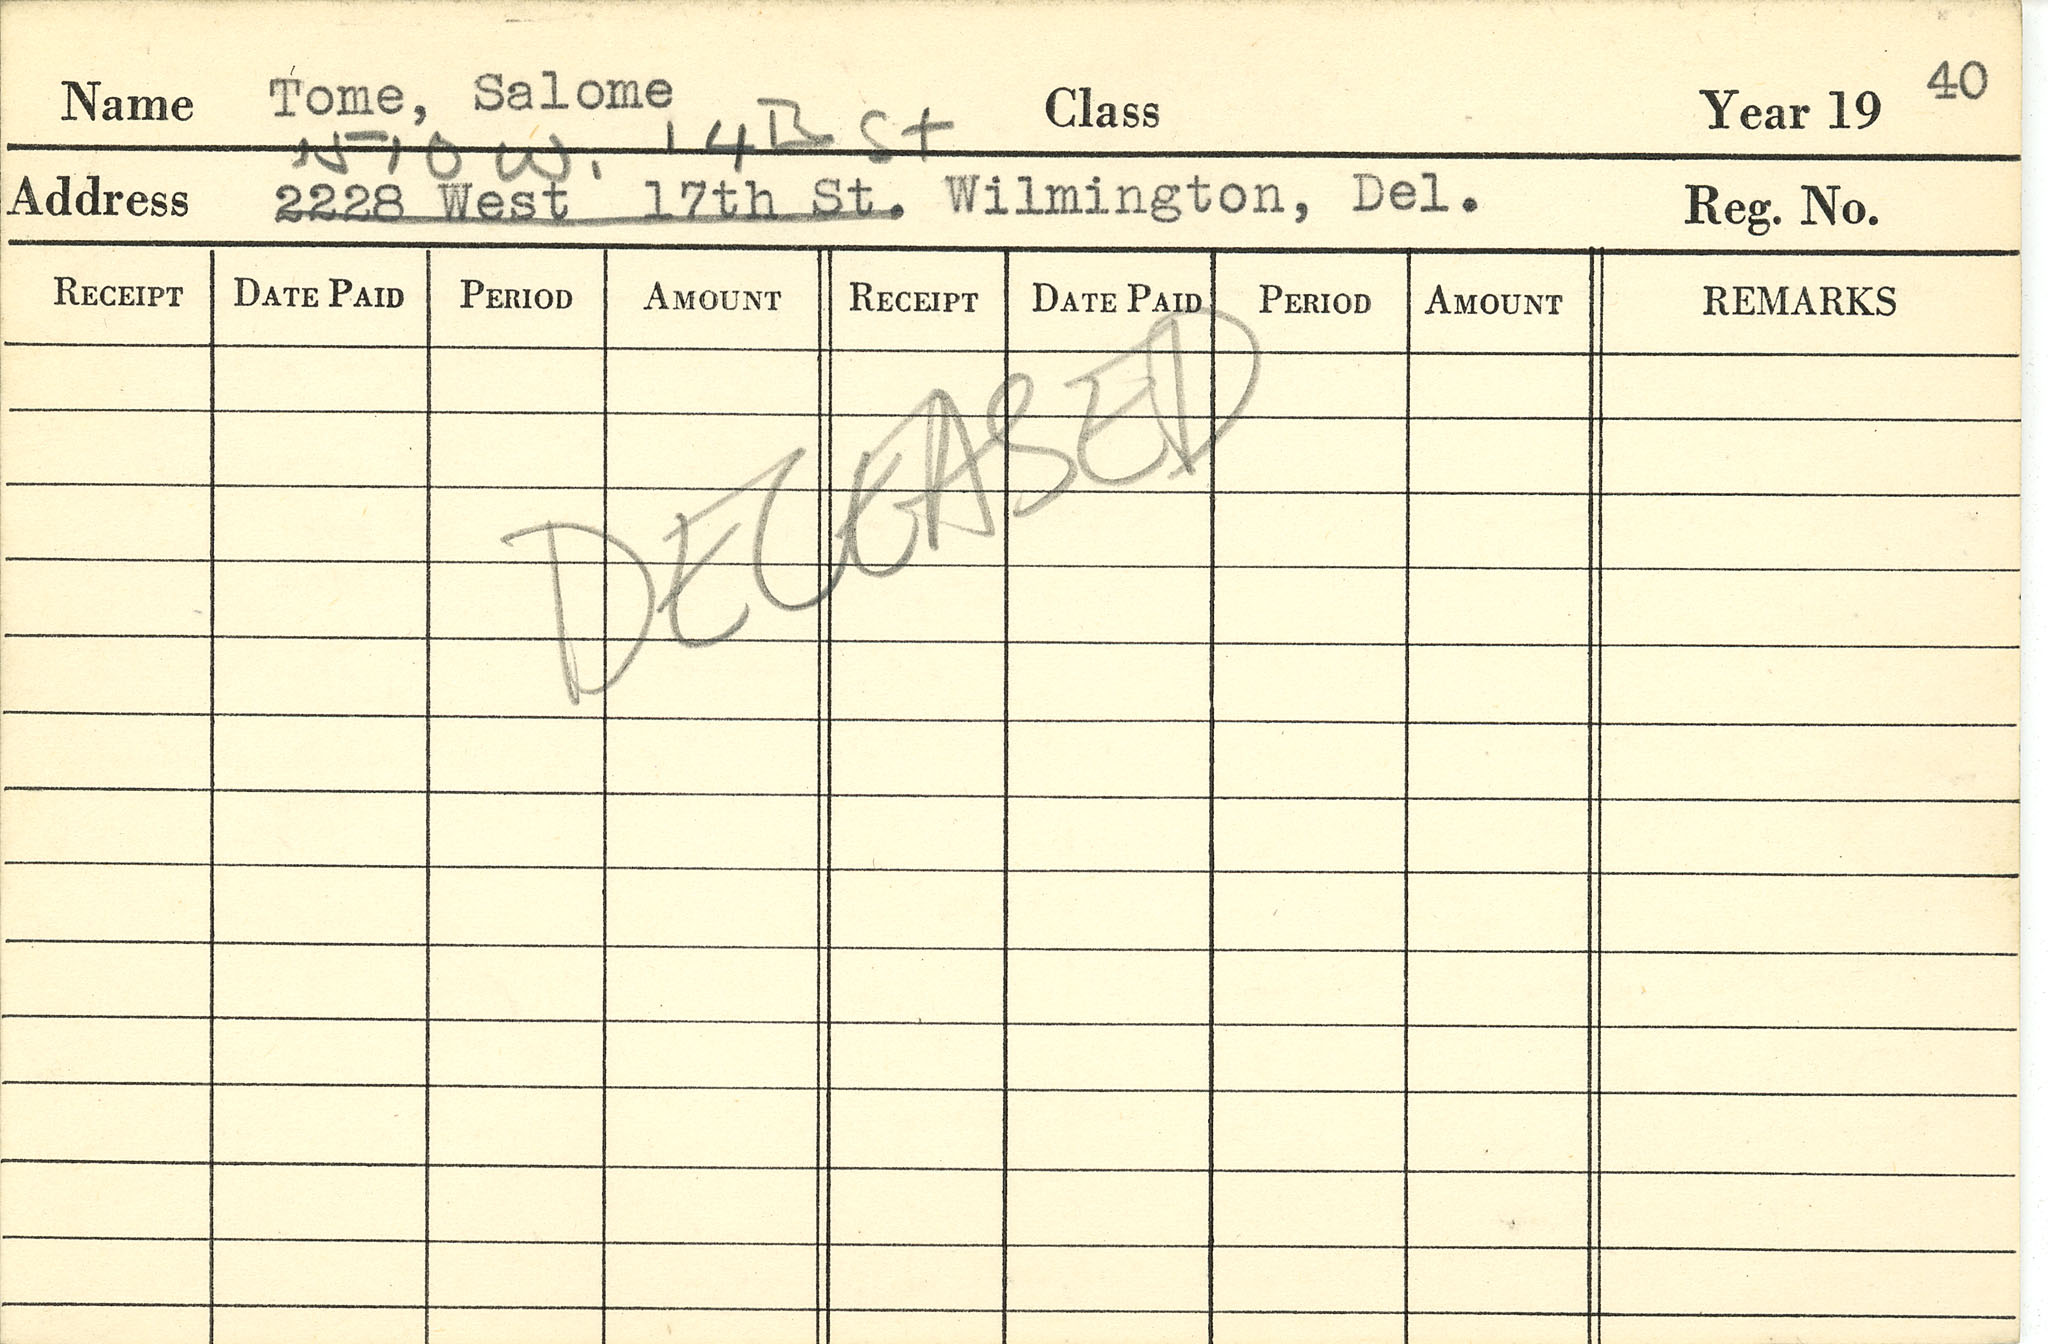 Name Tome, Salome Class Year 19 40
1510 W. 14th St
Address 2228 West 17th St. Wilmington, Del. Reg. No.
RECEIPT DATE PAID PERIOD AMOUNT RECEIPT DATE PAID PERIOD AMOUNT REMARKS
DECEASED